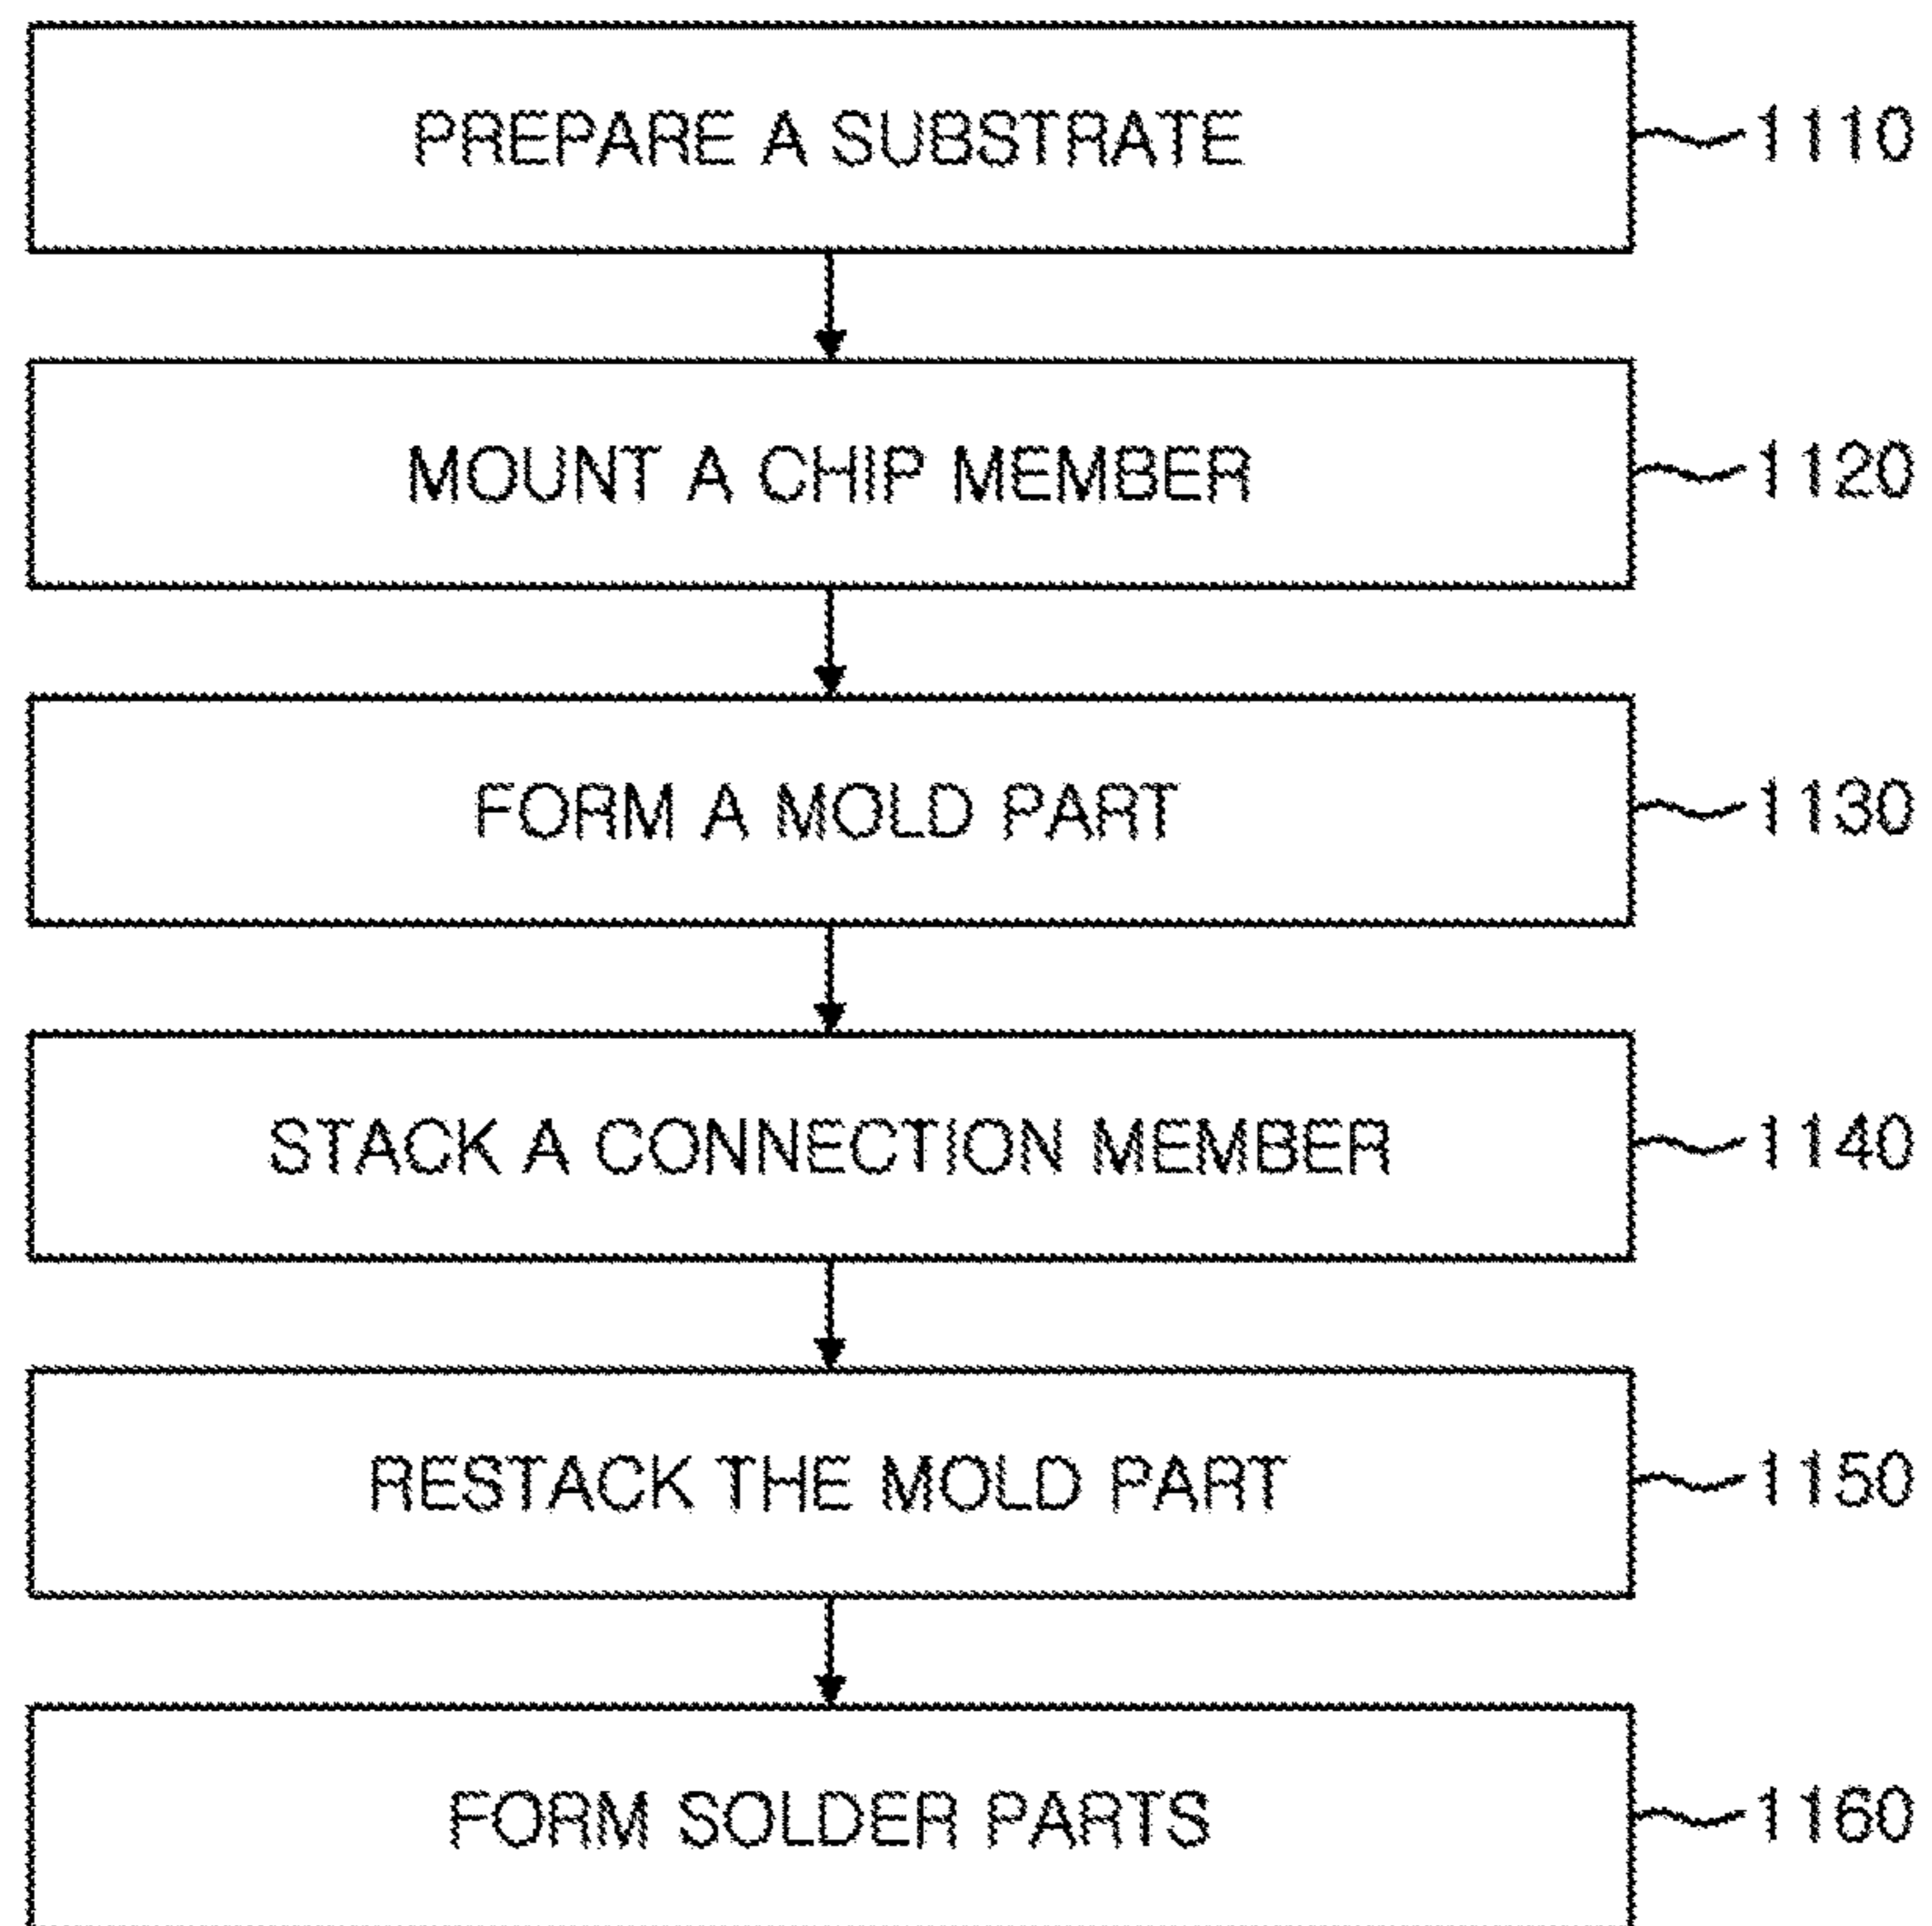 PREPARE A SUBSTRATE 1110
MOUNT A CHIP MEMBER 1120
FORM A MOLD PART 1130
STACK A CONNECTION MEMBER 1140
RESTACK THE MOLD PART 1150
FORM SOLDER PARTS 1160